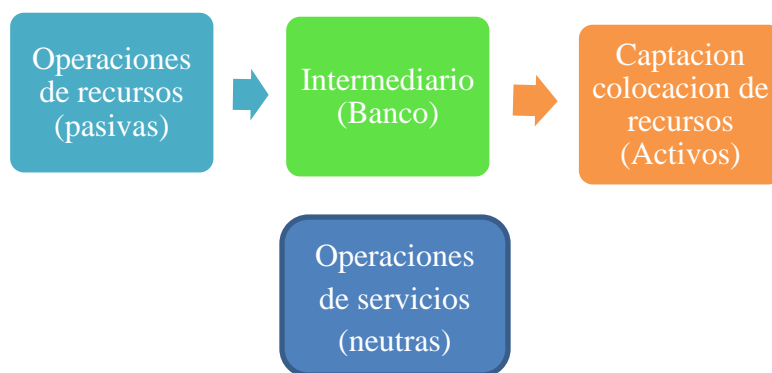 Operaciones
de recursos
(pasivas)
Intermediario
(Banco)
Captacion
colocacion de
recursos
(Activos)
Operaciones
de servicios
(neutras)